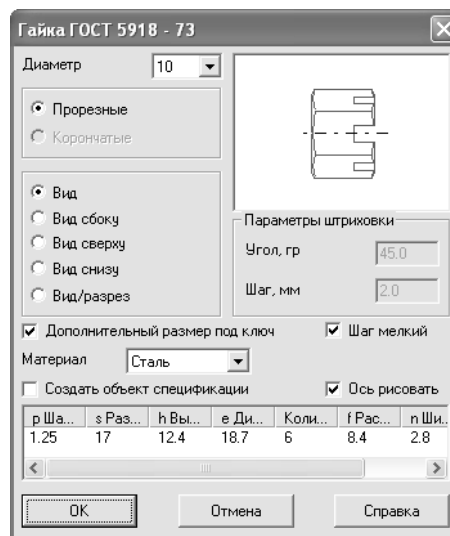 Гайка ГОСТ 5918 - 73
Диаметр 10
Прорезные
Корончатые
Вид
Вид сбоку
Вид сверху
Вид снизу
Вид/разрез
Параметры штриховки
Угол, гр 45.0
Шаг, мм 2.0
Дополнительный размер под ключ Шаг мелкий
Материал Сталь
Создать объект спецификации Ось рисовать
p Ша... s Раз... h Вы... e Ди... Коли... f Рас... n Ши...
1.25 17 12.4 18.7 6 8.4 2.8
OK Отмена Справка